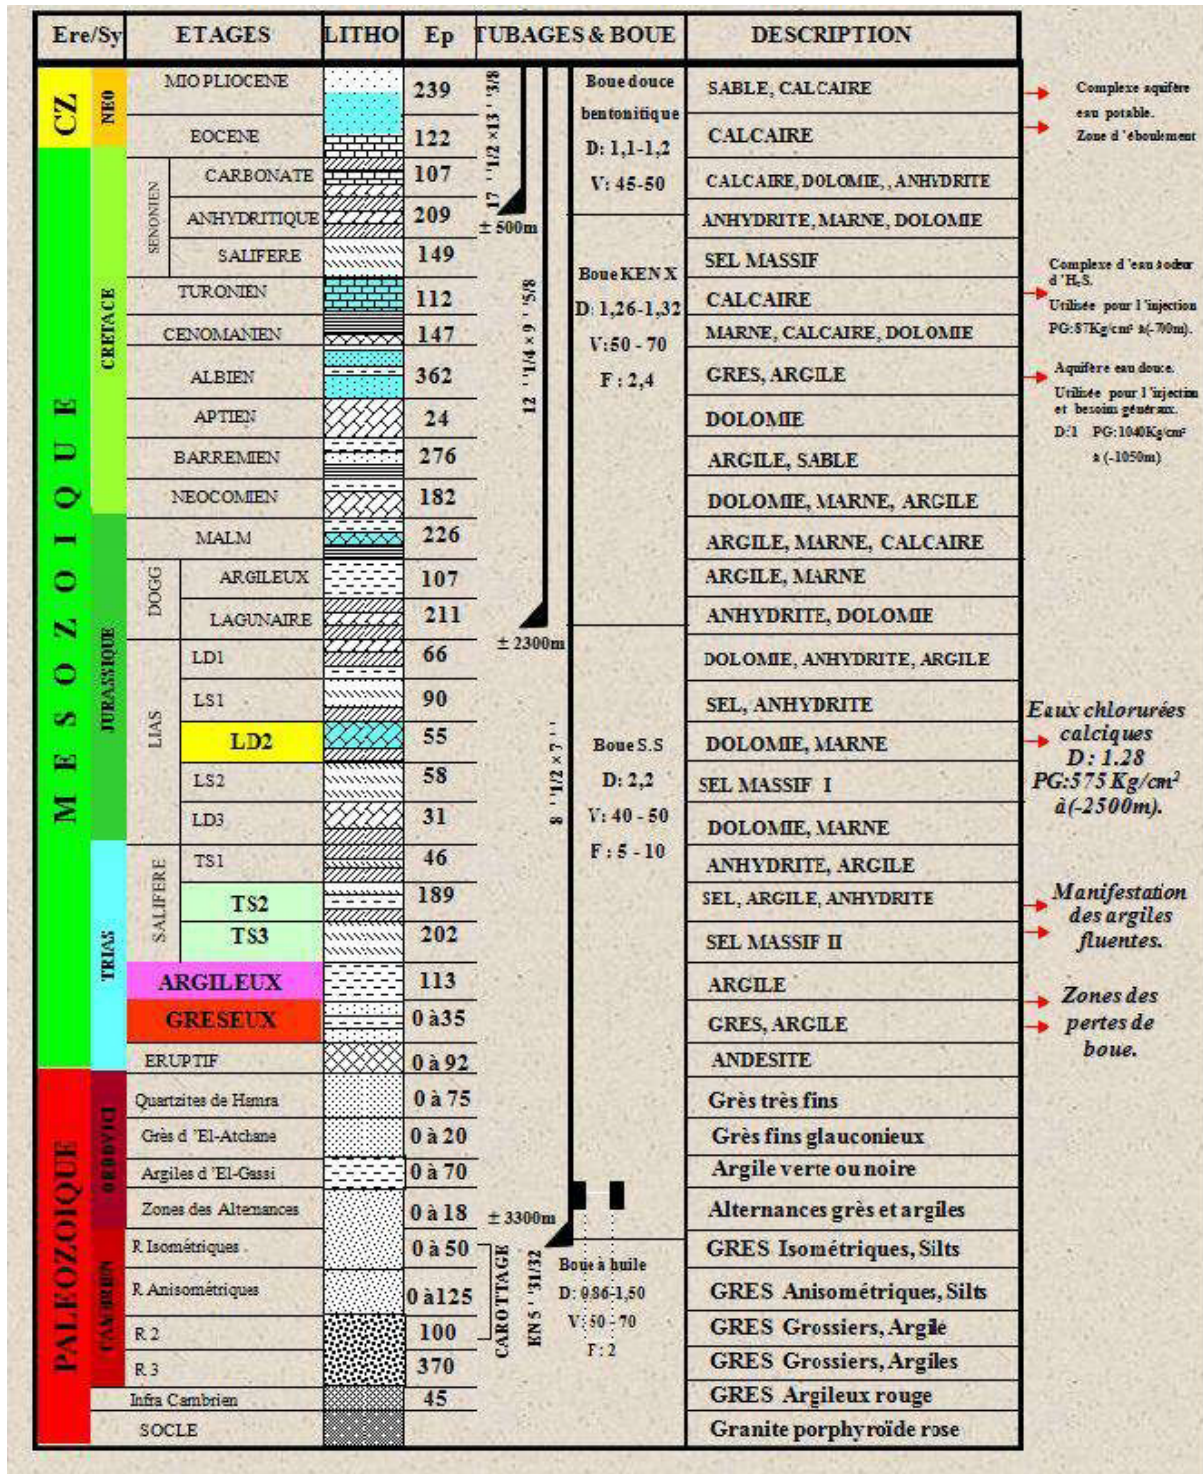 Ere/Sy ETAGES LITHO Ep TUBAGES & BOUE DESCRIPTION
CZ
NEO
MIO PLIOCENE 239 SABLE, CALCAIRE
EOCENE 122 CALCAIRE
MESOZOIQUE
CRETACE
SENONIEN
CARBONATE 107 CALCAIRE, DOLOMIE, , ANHYDRITE
ANHYDRITIQUE 209 ANHYDRITE, MARNE, DOLOMIE
SALIFERE 149 SEL MASSIF
TURONIEN 112 CALCAIRE
CENOMANIEN 147 MARNE, CALCAIRE, DOLOMIE
ALBIEN 362 GRES, ARGILE
APTIEN 24 DOLOMIE
BARREMIEN 276 ARGILE, SABLE
NEOCOMIEN 182 DOLOMIE, MARNE, ARGILE
JURASSIQUE
MALM 226 ARGILE, MARNE, CALCAIRE
DOGG
ARGILEUX 107 ARGILE, MARNE
LAGUNAIRE 211 ANHYDRITE, DOLOMIE
LIAS
LD1 66 DOLOMIE, ANHYDRITE, ARGILE
LS1 90 SEL, ANHYDRITE
LD2 55 DOLOMIE, MARNE
LS2 58 SEL MASSIF I
LD3 31 DOLOMIE, MARNE
TRIAS
SALIFERE
TS1 46 ANHYDRITE, ARGILE
TS2 189 SEL, ARGILE, ANHYDRITE
TS3 202 SEL MASSIF II
ARGILEUX 113 ARGILE
GRESEUX 0 à35 GRES, ARGILE
ERUPTIF 0 à 92 ANDESITE
PALEOZOIQUE
ORDOVICI
Quartzites de Hamra 0 à 75 Grès très fins
Grès d 'El-Atchane 0 à 20 Grès fins glauconieux
Argiles d 'El-Gassi 0 à 70 Argile verte ou noire
Zones des Alternances 0 à 18 Alternances grès et argiles
CAMBRIEN
R Isométriques 0 à 50 GRES Isométriques, Silts
R Anisométriques 0 à125 GRES Anisométriques, Silts
R 2 100 GRES Grossiers, Argile
R 3 370 GRES Grossiers, Argiles
Infra Cambrien 45 GRES Argileux rouge
SOCLE Granite porphyroïde rose
17 ' '1/2 ×13 ' '3/8
± 500m
12 ' '1/4 × 9 ' '5/8
± 2300m
8 ' '1/2 × 7 ' '
± 3300m
CAROTTAGE
EN 5 ' '31/32
Boue douce
bentonitique
D: 1,1-1,2
V: 45-50
Boue KEN X
D: 1,26-1,32
V:50 - 70
F : 2,4
Boue S.S
D: 2,2
V: 40 - 50
F : 5 - 10
Boue à huile
D: 0,86-1,50
V: 50 - 70
F : 2
Complexe aquifère
eau potable.
Zone d 'éboulement
Complexe d 'eau
d 'H₂S.
Utilisée pour l 'injection
PG:87Kg/cm² à(-700m).
Aquifère eau douce.
Utilisée pour l 'injection
et besoins généraux.
D:1 PG:1040Kg/cm²
à (-1050m)
Eaux chlorurées
calciques
D : 1.28
PG:575 Kg/cm²
à(-2500m).
Manifestation
des argiles
fluentes.
Zones des
pertes de
boue.